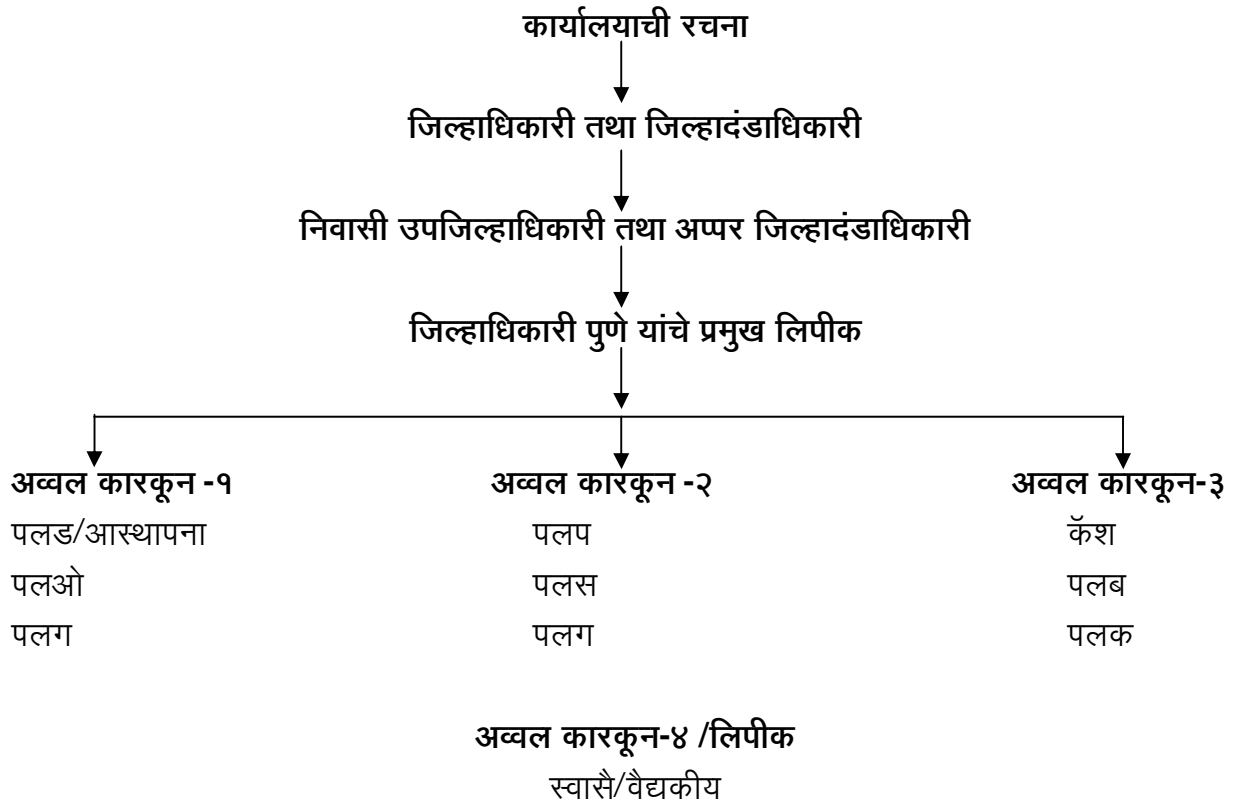 कार्यालयाची रचना
जिल्हाधिकारी तथा जिल्हादंडाधिकारी
निवासी उपजिल्हाधिकारी तथा अप्पर जिल्हादंडाधिकारी
जिल्हाधिकारी पुणे यांचे प्रमुख लिपीक
अव्वल कारकून -१ अव्वल कारकून -२ अव्वल कारकून-३
पलड/आस्थापना पलप कॅश
पलओ पलस पलब
पलग पलग पलक
अव्वल कारकून-४ /लिपीक
स्वासै/वैद्यकीय